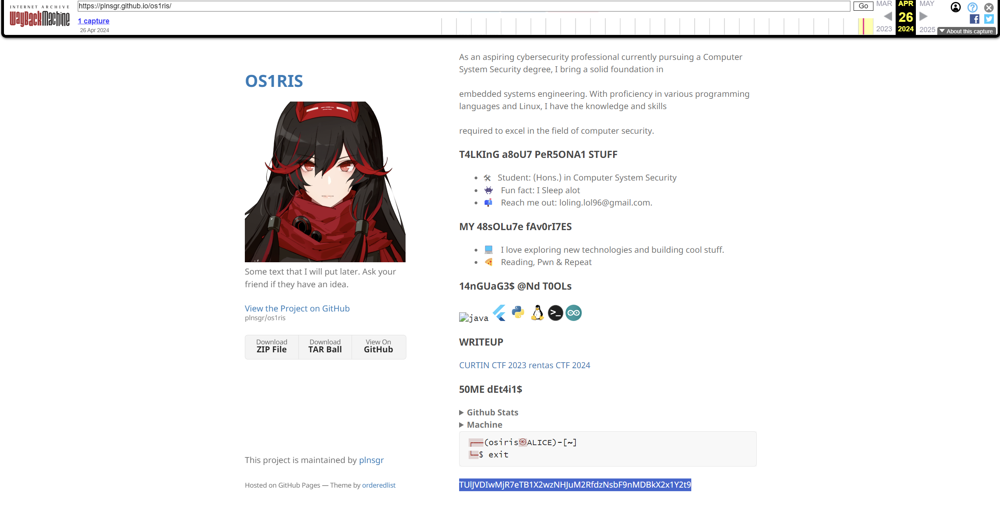 INTERNET ARCHIVE
WayBackMachine
https://plnsgr.github.io/os1ris/
Go
MAR
APR
MAY
1 capture
26
26 Apr 2024
2023
2024
2025
About this capture
OS1RIS
Some text that I will put later. Ask your
friend if they have an idea.
View the Project on GitHub
plnsgr/os1ris
Download
ZIP File
Download
TAR Ball
View On
GitHub
This project is maintained by plnsgr
Hosted on GitHub Pages — Theme by orderedlist
As an aspiring cybersecurity professional currently pursuing a Computer
System Security degree, I bring a solid foundation in
embedded systems engineering. With proficiency in various programming
languages and Linux, I have the knowledge and skills
required to excel in the field of computer security.
T4LKInG a8oU7 PeR5ONA1 STUFF
• 🛠 Student: (Hons.) in Computer System Security
• 👾 Fun fact: I Sleep alot
• 📫 Reach me out: loling.lol96@gmail.com.
MY 48sOLu7e fAv0rI7ES
• 💻 I love exploring new technologies and building cool stuff.
• 🍕 Reading, Pwn & Repeat
14nGUaG3$ @Nd T0OLs
java
WRITEUP
CURTIN CTF 2023 rentas CTF 2024
50ME dEt4i1$
▶ Github Stats
▶ Machine
┌──(osiris㉿ALICE)-[~]
└─$ exit
TUlJVDIwMjR7eTB1X2wzNHJuM2RfdzNsbF9nMDBkX2x1Y2t9